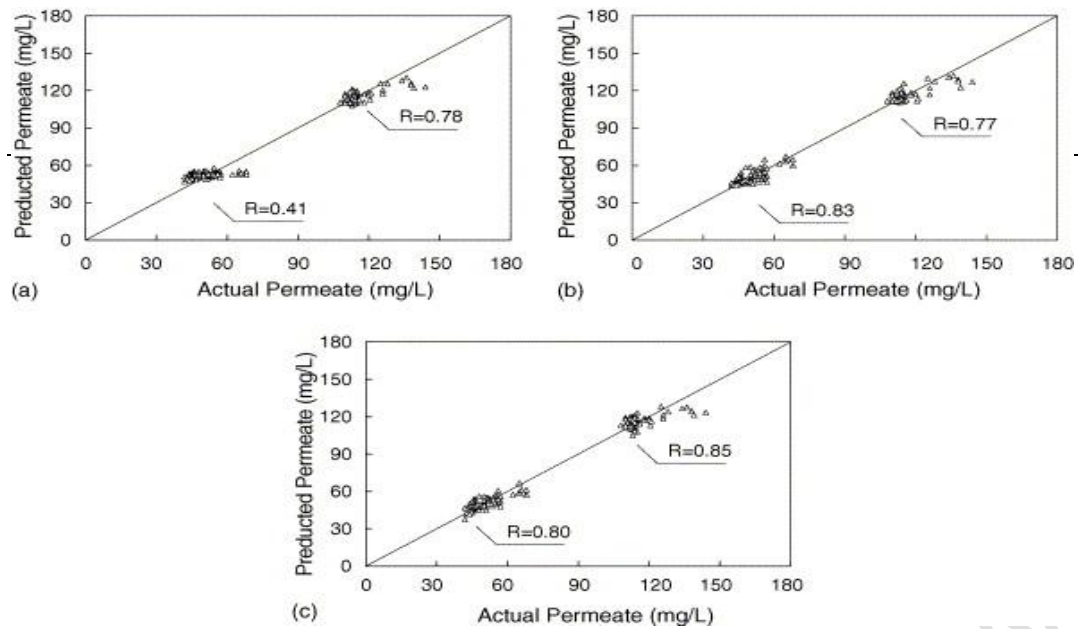 180
150
120
90
60
30
0
Preducted Permeate (mg/L)
R=0.78
R=0.41
0 30 60 90 120 150 180
(a) Actual Permeate (mg/L)
180
150
120
90
60
30
0
Preducted Permeate (mg/L)
R=0.77
R=0.83
0 30 60 90 120 150 180
(b) Actual Permeate (mg/L)
180
150
120
90
60
30
0
Preducted Permeate (mg/L)
R=0.85
R=0.80
0 30 60 90 120 150 180
(c) Actual Permeate (mg/L)